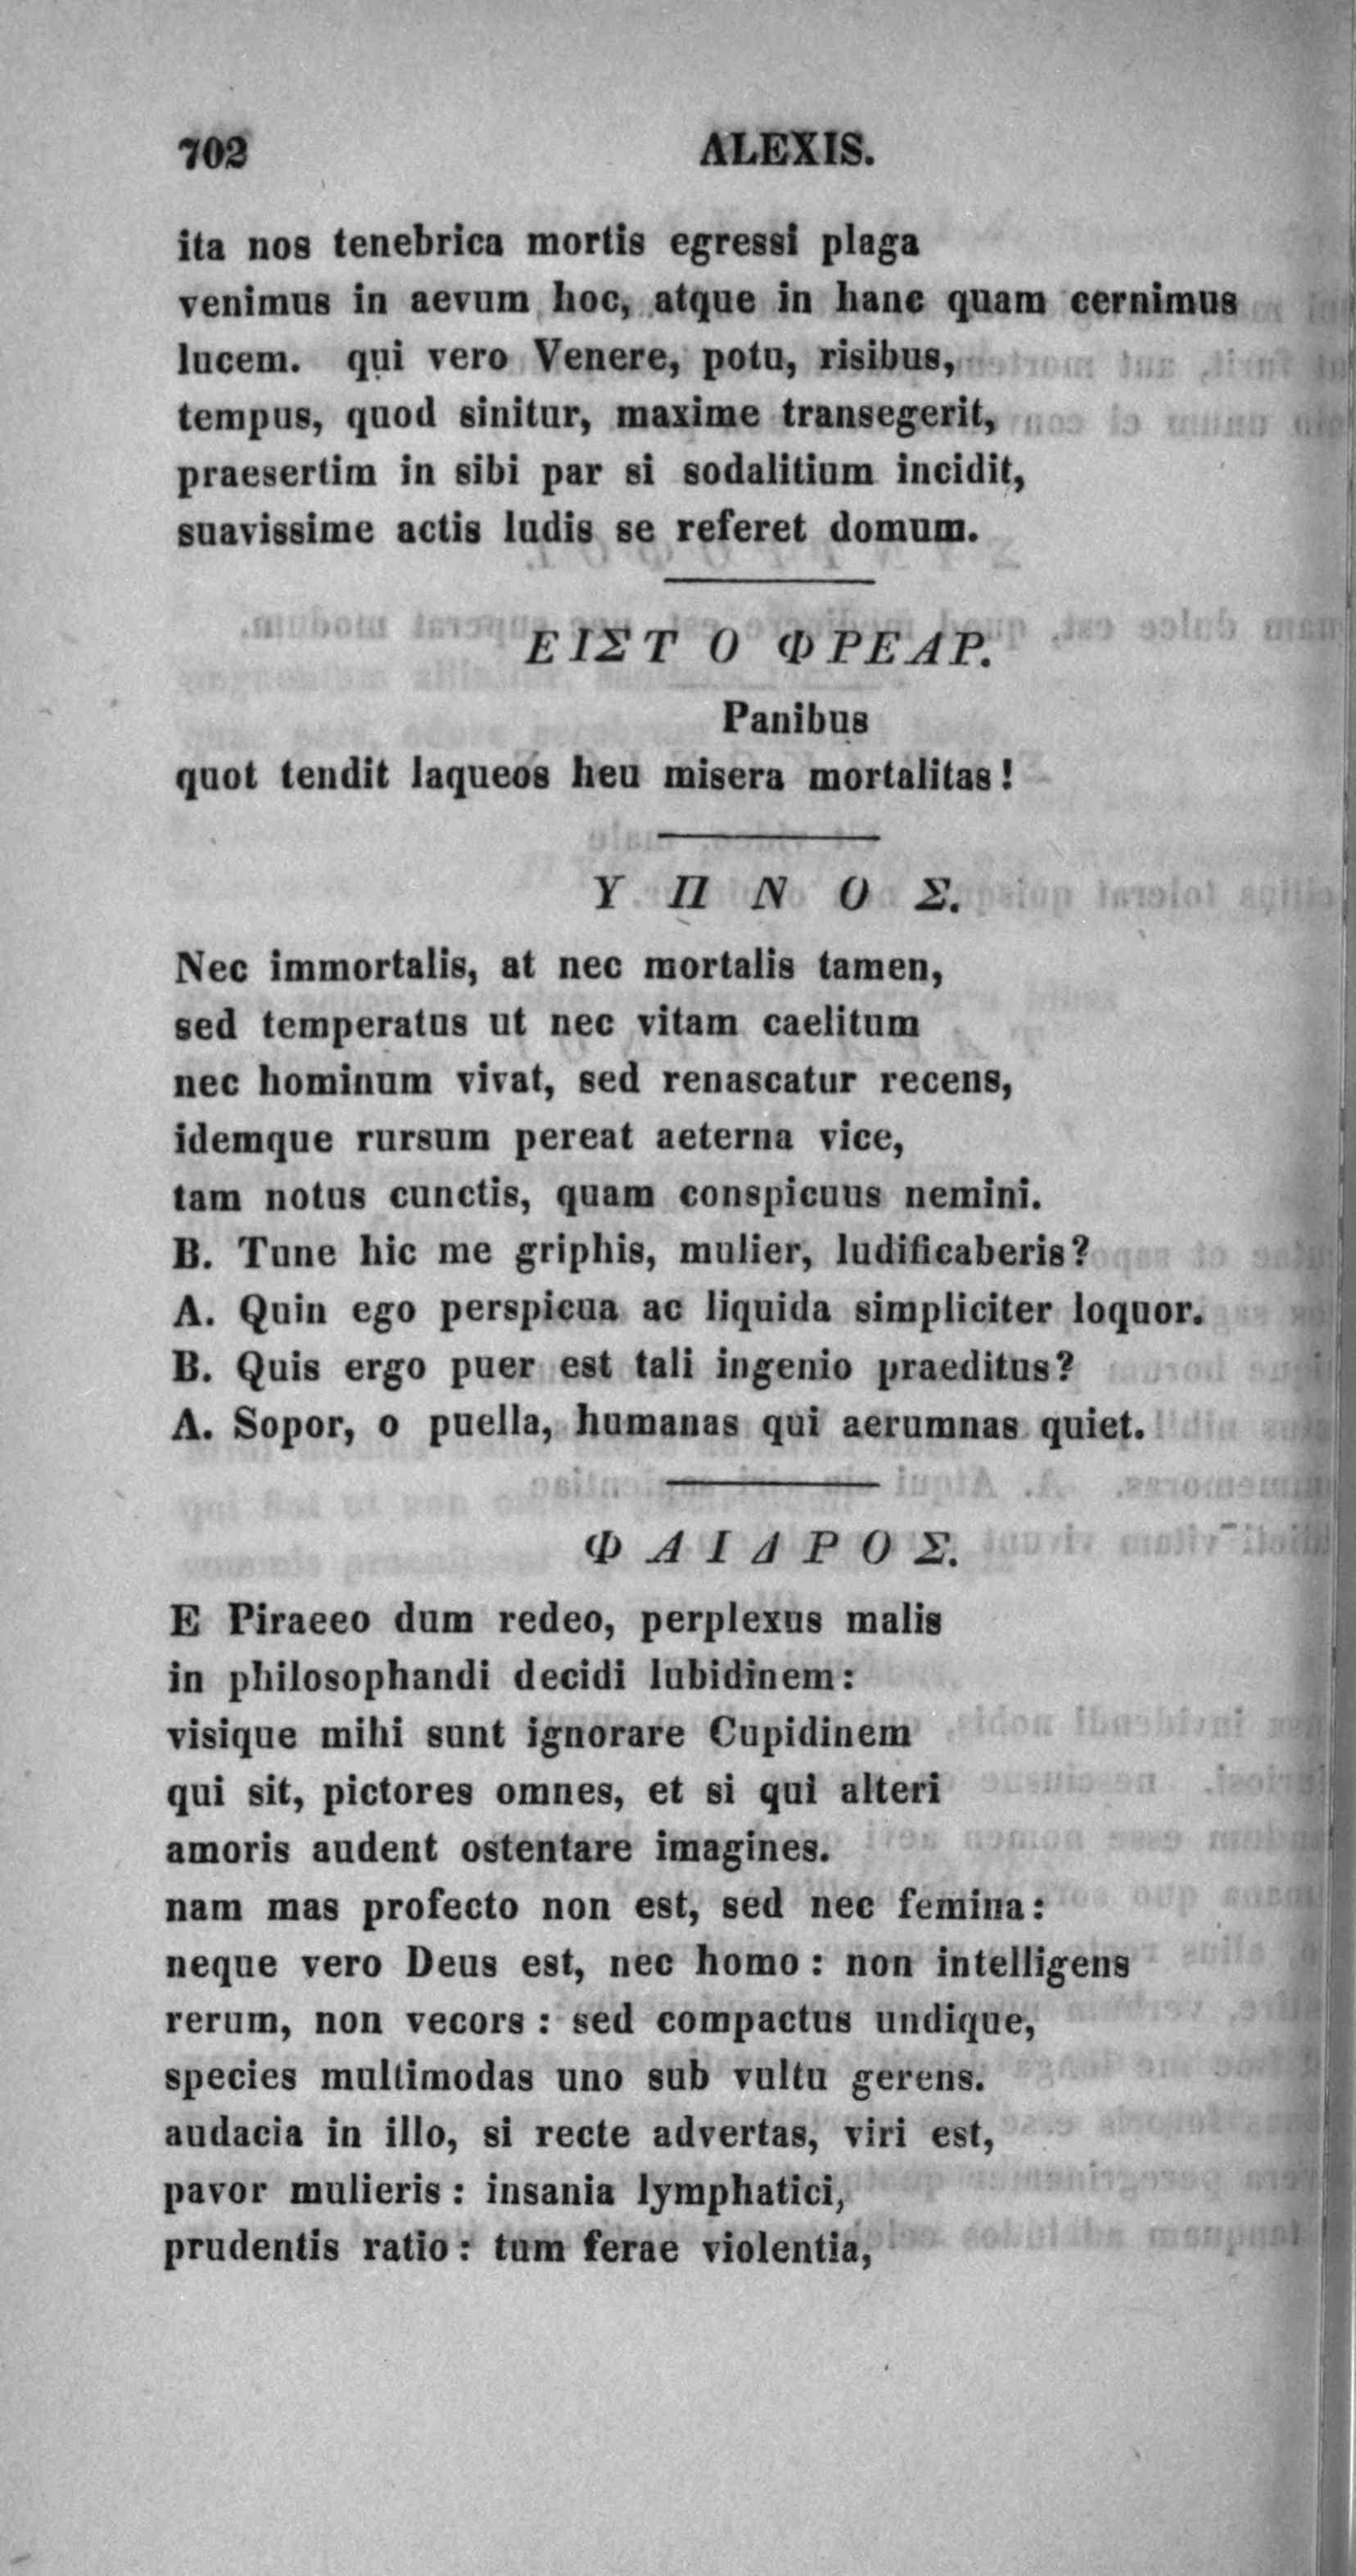 702 ALEXIS.
ita nos tenebrica mortis egressi plaga
venimus in aevum hoc, atque in hanc quam cernimus
lucem. qui vero Venere, potu, risibus,
tempus, quod sinitur, maxime transegerit,
praesertim in sibi par si sodalitium incidit,
suavissime actis ludis se referet domum.
ΕΙΣΤΟ ΦΡΕΑΡ.
Panibus
quot tendit laqueos heu misera mortalitas!
ΥΠΝΟΣ.
Nec immortalis, at nec mortalis tamen,
sed temperatus ut nec vitam caelitum
nec hominum vivat, sed renascatur recens,
idemque rursum pereat aeterna vice,
tam notus cunctis, quam conspicuus nemini.
B. Tune hic me griphis, mulier, ludificaberis?
A. Quin ego perspicua ac liquida simpliciter loquor.
B. Quis ergo puer est tali ingenio praeditus?
A. Sopor, o puella, humanas qui aerumnas quiet.
ΦΑΙΔΡΟΣ.
E Piraeeo dum redeo, perplexus malis
in philosophandi decidi lubidinem:
visique mihi sunt ignorare Cupidinem
qui sit, pictores omnes, et si qui alteri
amoris audent ostentare imagines.
nam mas profecto non est, sed nec femina:
neque vero Deus est, nec homo : non intelligens
rerum, non vecors : sed compactus undique,
species multimodas uno sub vultu gerens.
audacia in illo, si recte advertas, viri est,
pavor mulieris : insania lymphatici,
prudentis ratio : tum ferae violentia,